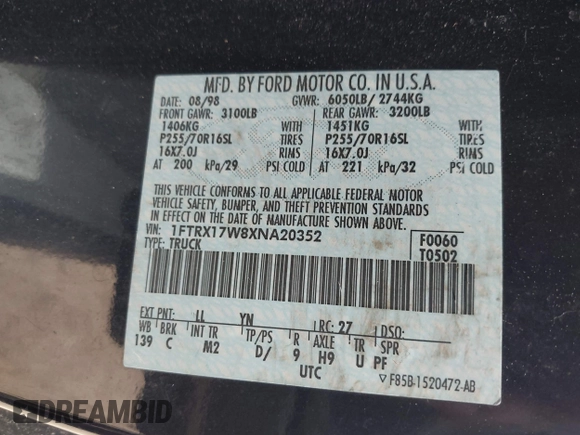 MFD. BY FORD MOTOR CO. IN U.S.A.
DATE: 08/98 GVWR: 6050LB/ 2744KG
FRONT GAWR: 3100LB REAR GAWR: 3200LB
1406KG WITH 1451KG WITH
P255/70R16SL TIRES P255/70R16SL TIRES
16X7.0J RIMS 16X7.0J RIMS
AT 200 kPa/29 PSI COLD AT 221 kPa/32 PSI COLD
THIS VEHICLE CONFORMS TO ALL APPLICABLE FEDERAL MOTOR
VEHICLE SAFETY, BUMPER, AND THEFT PREVENTION STANDARDS
IN EFFECT ON THE DATE OF MANUFACTURE SHOWN ABOVE.
VIN: 1FTRX17W8XNA20352 F0060
TYPE: TRUCK T0502
EXT PNT: LL YN RC: 27 DSO:
WB BRK INT TR TP/PS R AXLE TR SPR
139 C M2 D/ 9 H9 U PF
UTC
F85B-1520472-AB
DREAMBID